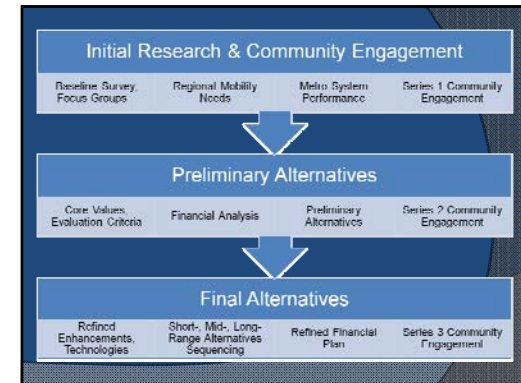 Initial Research & Community Engagement
Baseline Survey,
Focus Groups
Regional Mobility
Needs
Metro System
Performance
Series 1 Community
Engagement
Preliminary Alternatives
Core Values,
Evaluation Criteria
Financial Analysis
Preliminary
Alternatives
Series 2 Community
Engagement
Final Alternatives
Refined
Enhancements,
Technologies
Short-, Mid-, Long-
Range Alternatives
Sequencing
Refined Financial
Plan
Series 3 Community
Engagement